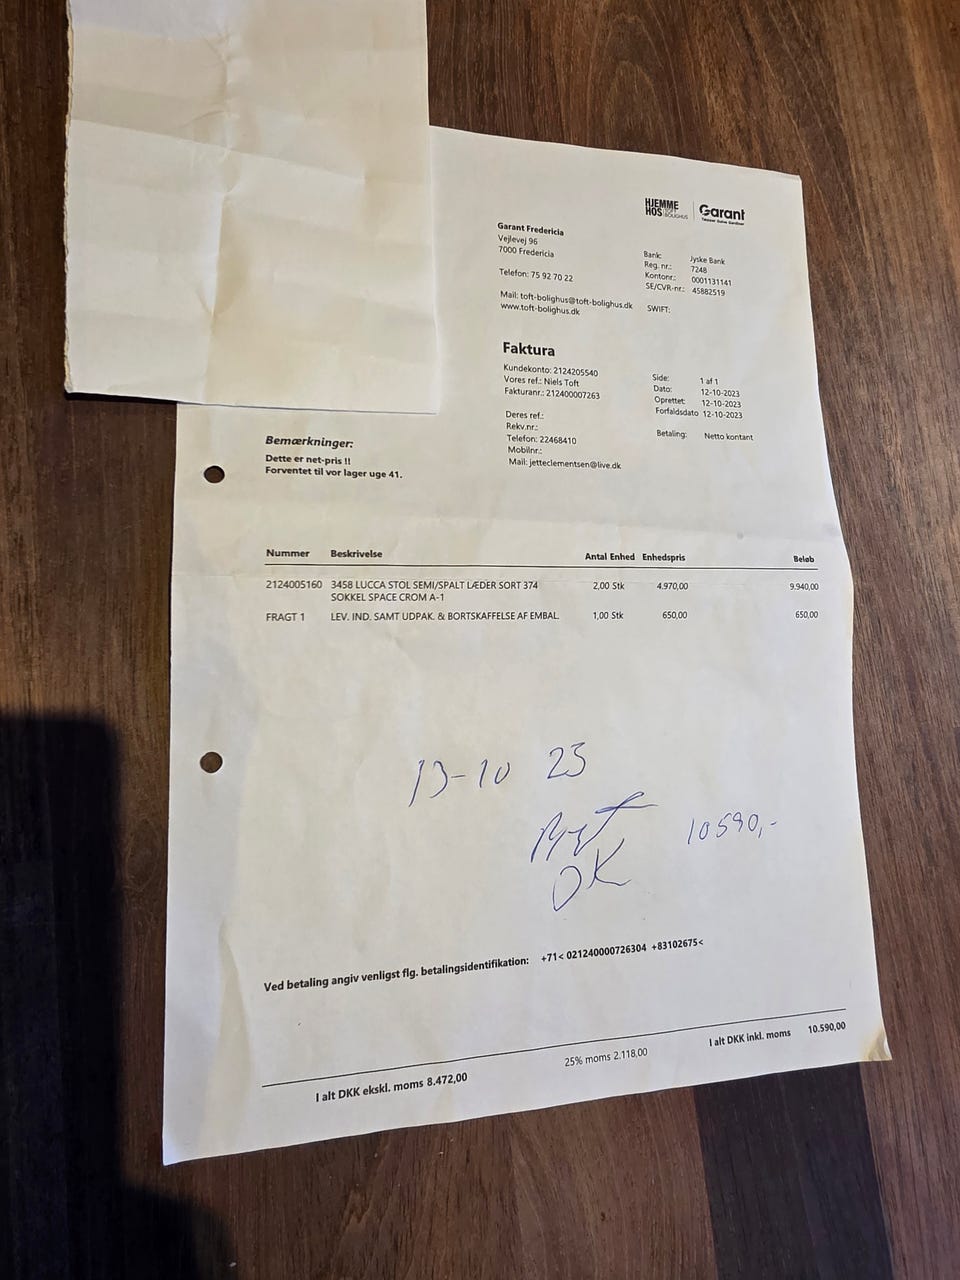 HJEMME
HOS TOFT
BOLIGHUS
Garant
Tæpper Gulve Gardiner
Garant Fredericia
Vejlevej 96
7000 Fredericia
Telefon: 75 92 70 22
Mail: toft-bolighus@toft-bolighus.dk
www.toft-bolighus.dk
Bank: Jyske Bank
Reg. nr.: 7248
Kontonr.: 0001131141
SE/CVR-nr.: 45882519
SWIFT:
Faktura
Kundekonto: 2124205540
Vores ref.: Niels Toft
Fakturanr.: 212400007263
Deres ref.:
Rekv.nr.:
Telefon: 22468410
Mobilnr.:
Mail: jetteclementsen@live.dk
Side: 1 af 1
Dato: 12-10-2023
Oprettet: 12-10-2023
Forfaldsdato 12-10-2023
Betaling: Netto kontant
Bemærkninger:
Dette er net-pris !!
Forventet til vor lager uge 41.
Nummer Beskrivelse Antal Enhed Enhedspris Beløb
2124005160 3458 LUCCA STOL SEMI/SPALT LÆDER SORT 374 2,00 Stk 4.970,00 9.940,00
SOKKEL SPACE CROM A-1
FRAGT 1 LEV. IND. SAMT UDPAK. & BORTSKAFFELSE AF EMBAL. 1,00 Stk 650,00 650,00
13-10 23
10590,-
OK
Ved betaling angiv venligst flg. betalingsidentifikation: +71< 021240000726304 +83102675<
I alt DKK ekskl. moms 8.472,00 25% moms 2.118,00 I alt DKK inkl. moms 10.590,00